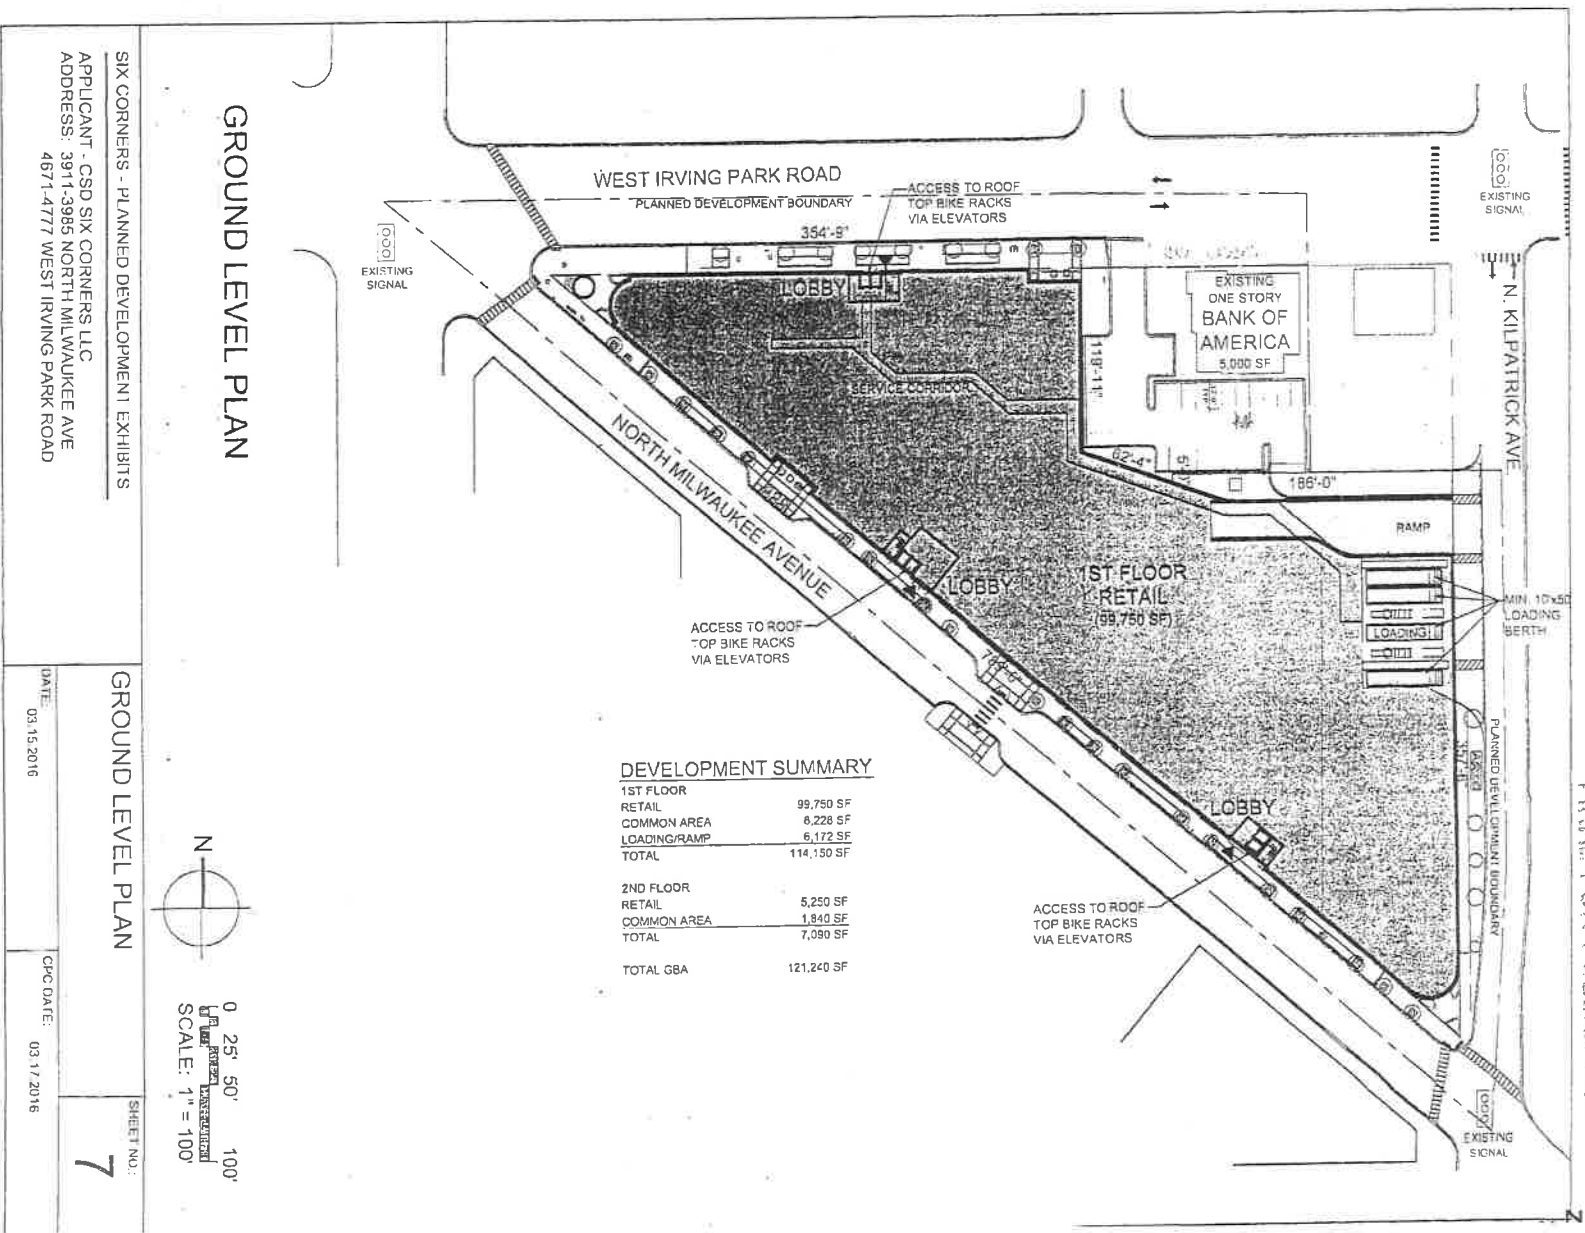 WEST IRVING PARK ROAD
PLANNED DEVELOPMENT BOUNDARY
354'-9"
ACCESS TO ROOF
TOP BIKE RACKS
VIA ELEVATORS
EXISTING
SIGNAL
EXISTING
SIGNAL
LOBBY
EXISTING
ONE STORY
BANK OF
AMERICA
5,000 SF
N. KILPATRICK AVE
119'-11"
SERVICE CORRIDOR
62'-4"
186'-0"
RAMP
NORTH MILWAUKEE AVENUE
LOBBY
1ST FLOOR
RETAIL
(99,750 SF)
LOADING
MIN. 10'x50'
LOADING
BERTH
ACCESS TO ROOF
TOP BIKE RACKS
VIA ELEVATORS
PLANNED DEVELOPMENT BOUNDARY
LOBBY
ACCESS TO ROOF
TOP BIKE RACKS
VIA ELEVATORS
EXISTING
SIGNAL
DEVELOPMENT SUMMARY
1ST FLOOR
RETAIL 99,750 SF
COMMON AREA 8,228 SF
LOADING/RAMP 6,172 SF
TOTAL 114,150 SF
2ND FLOOR
RETAIL 5,250 SF
COMMON AREA 1,840 SF
TOTAL 7,090 SF
TOTAL GBA 121,240 SF
GROUND LEVEL PLAN
N
0 25' 50' 100'
SCALE: 1" = 100'
SIX CORNERS - PLANNED DEVELOPMENT EXHIBITS
APPLICANT - CSD SIX CORNERS LLC
ADDRESS: 3911-3985 NORTH MILWAUKEE AVE
4671-4777 WEST IRVING PARK ROAD
GROUND LEVEL PLAN
DATE: 03.15.2016
CPC DATE: 03.17.2016
SHEET NO.:
7